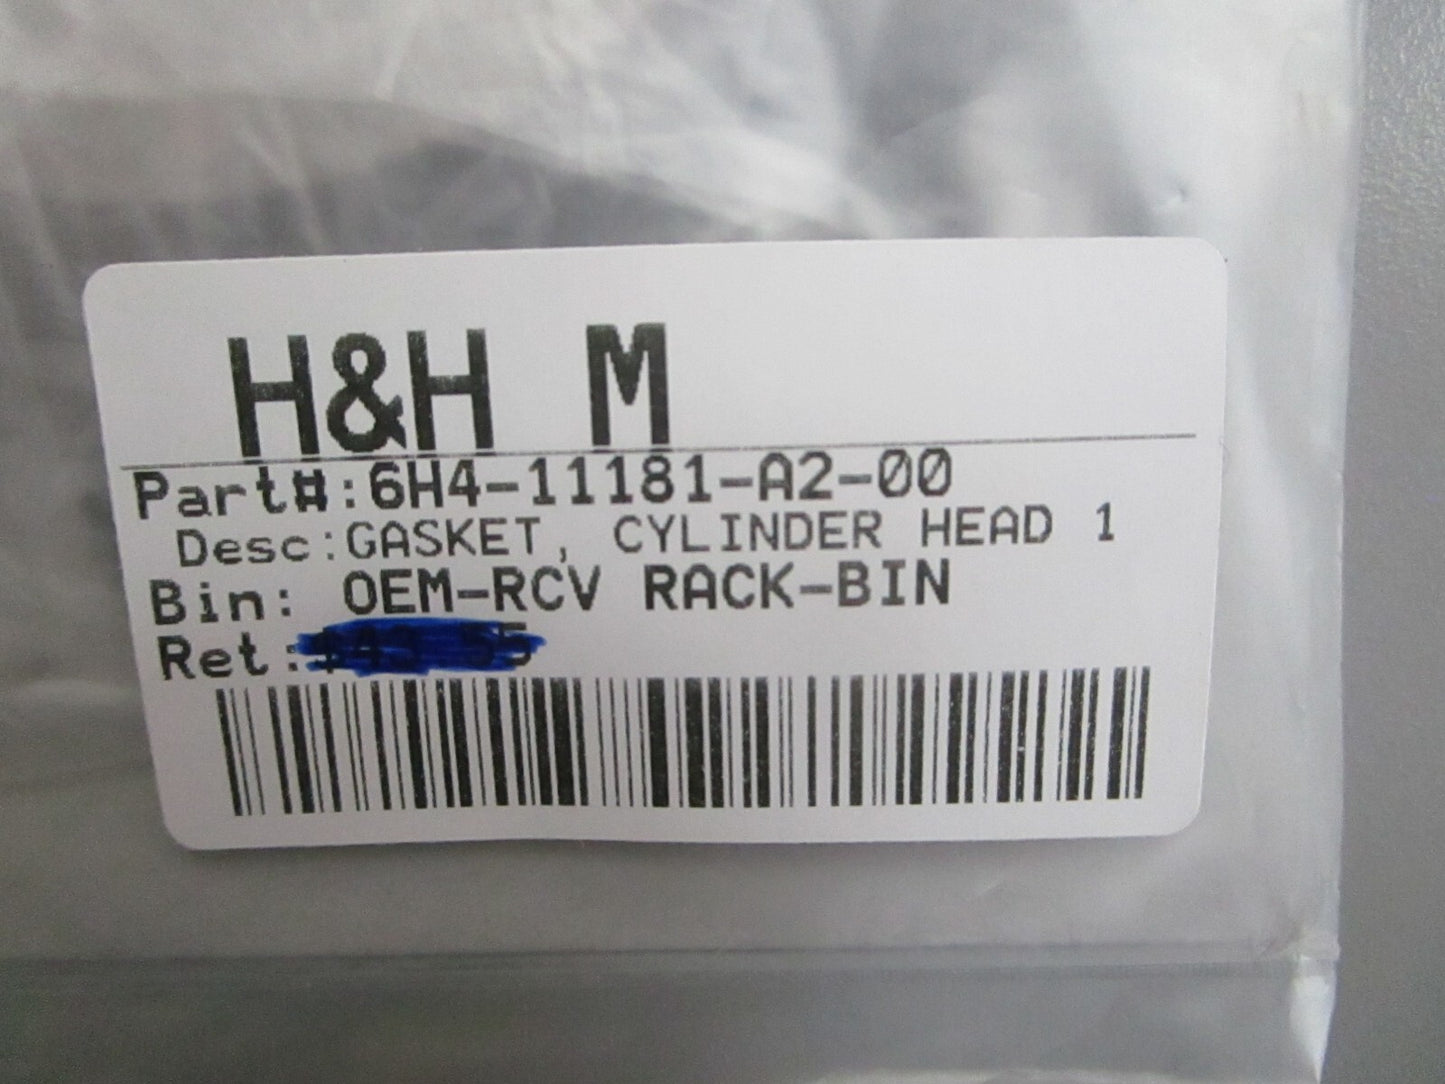 H&H M
Part#:6H4-11181-A2-00
Desc:GASKET, CYLINDER HEAD 1
Bin: OEM-RCV RACK-BIN
Ret: